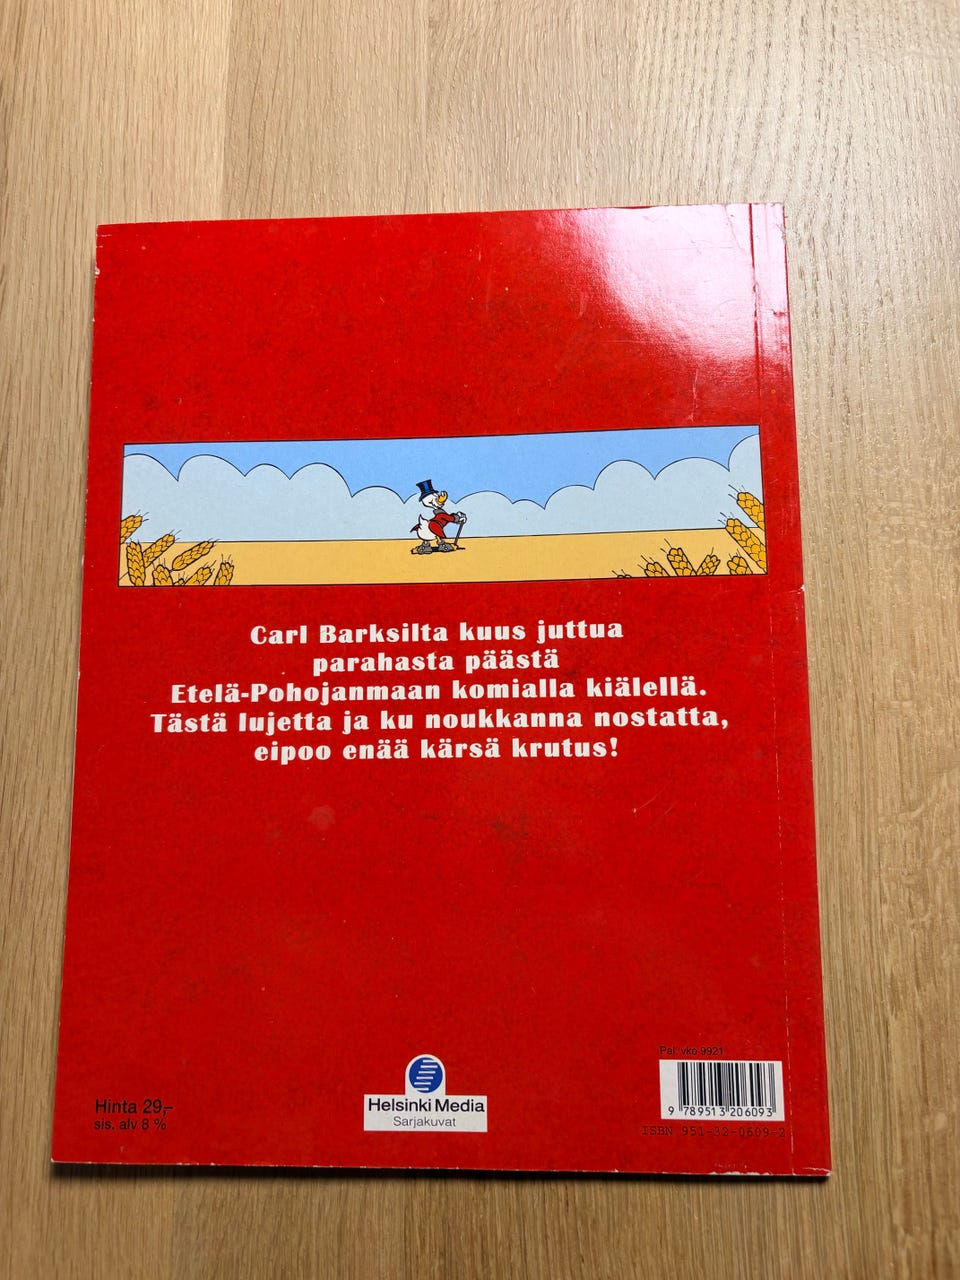 Carl Barksilta kuus juttua
parahasta päästä
Etelä-Pohojanmaan komialla kiälellä.
Tästä lujetta ja ku noukkanna nostatta,
eipoo enää kärsä krutus!
Pal. vko 9921
9 789513 206093
ISBN 951-32-0609-2
Hinta 29,-
sis. alv 8 %
Helsinki Media
Sarjakuvat